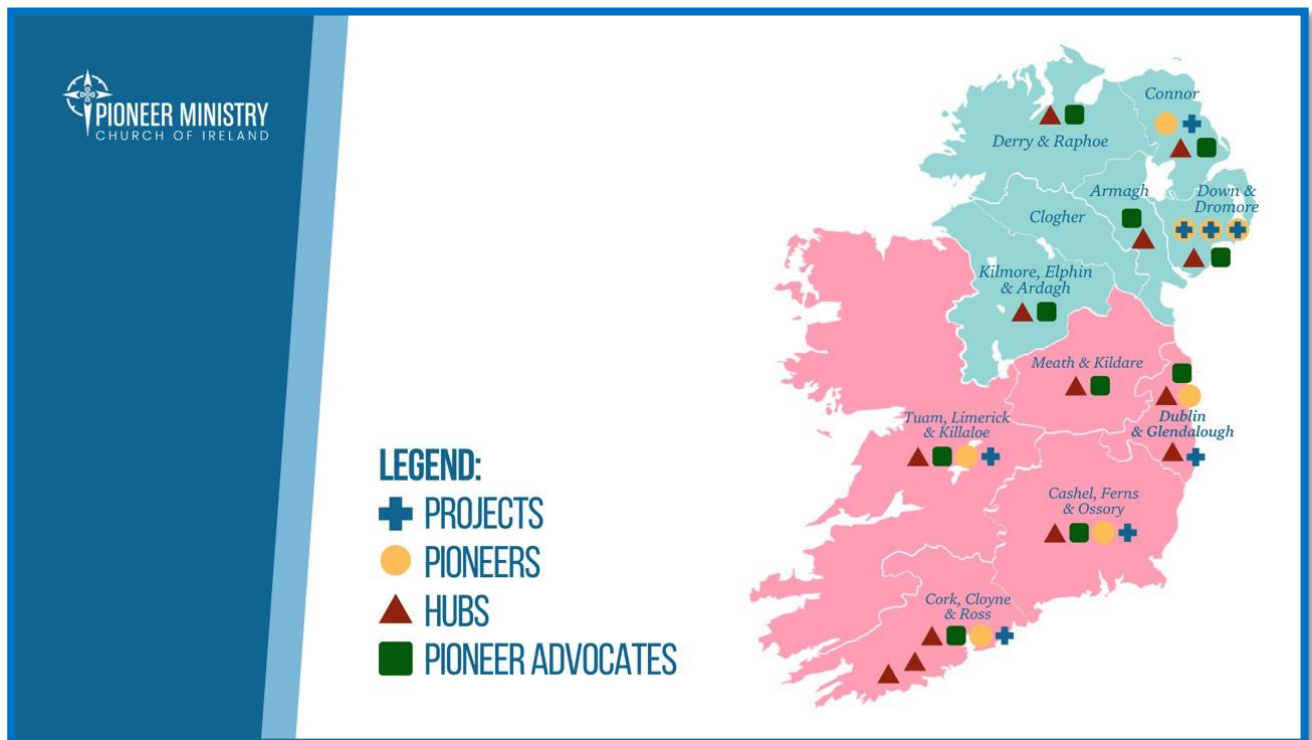 PIONEER MINISTRY
CHURCH OF IRELAND
LEGEND:
PROJECTS
PIONEERS
HUBS
PIONEER ADVOCATES
Connor
Derry & Raphoe
Armagh
Down &
Dromore
Clogher
Kilmore, Elphin
& Ardagh
Meath & Kildare
Tuam, Limerick
& Killaloe
Dublin
& Glendalough
Cashel, Ferns
& Ossory
Cork, Cloyne
& Ross